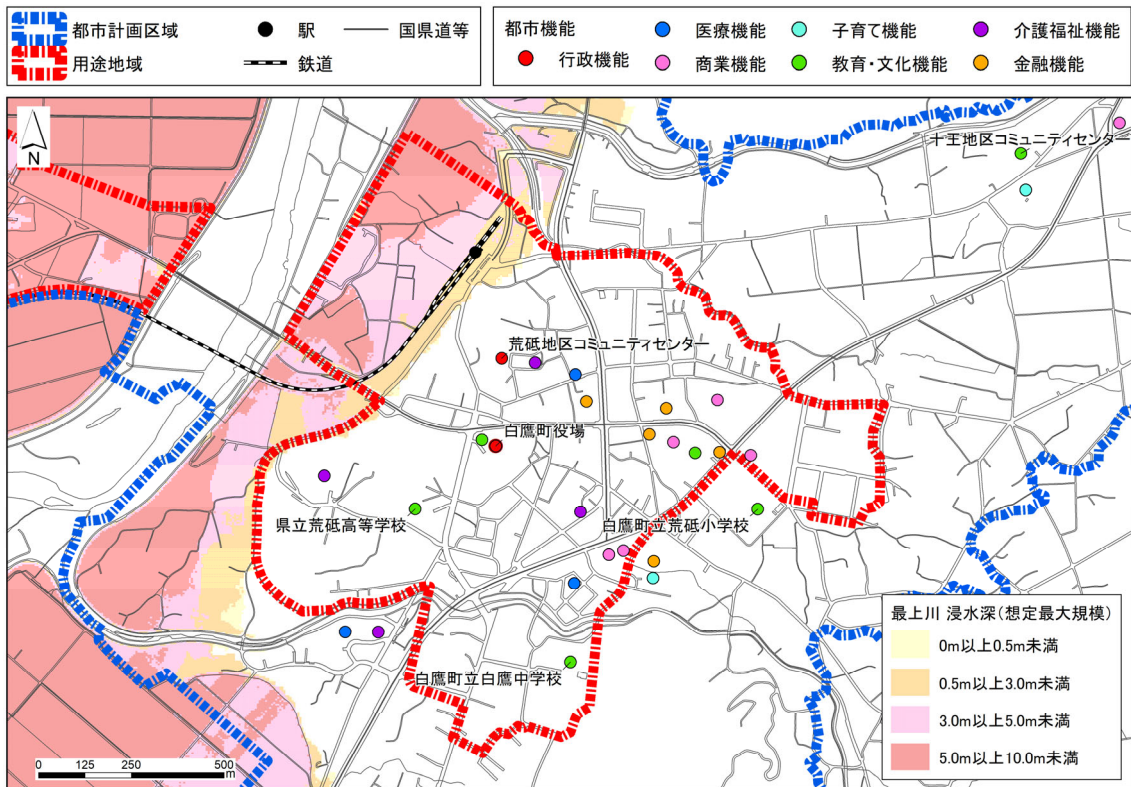 都市計画区域
駅
国県道等
用途地域
鉄道
都市機能
医療機能
子育て機能
介護福祉機能
行政機能
商業機能
教育・文化機能
金融機能
N
十王地区コミュニティセンター
荒砥地区コミュニティセンター
白鷹町役場
県立荒砥高等学校
白鷹町立荒砥小学校
白鷹町立白鷹中学校
最上川 浸水深(想定最大規模)
0m以上0.5m未満
0.5m以上3.0m未満
3.0m以上5.0m未満
5.0m以上10.0m未満
0 125 250 500
m